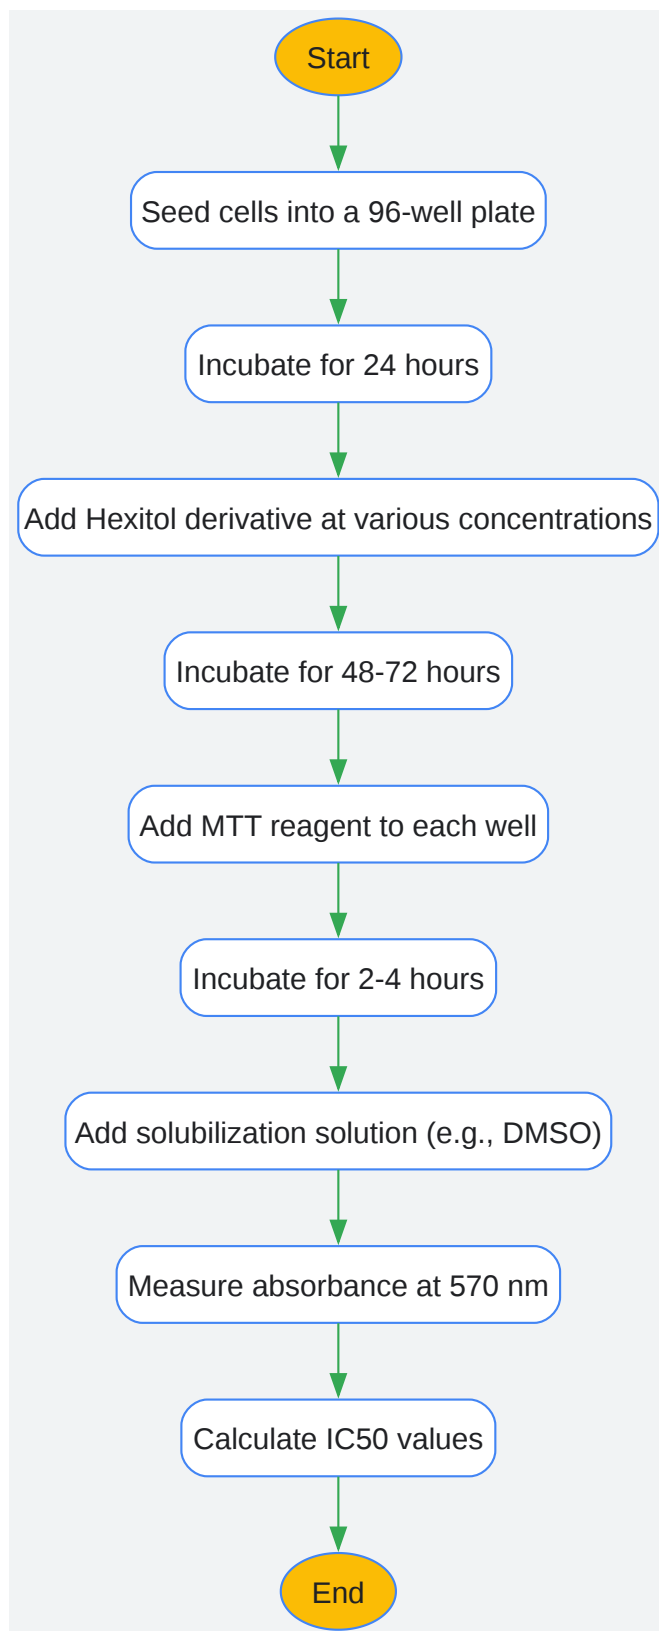 Start
Seed cells into a 96-well plate
Incubate for 24 hours
Add Hexitol derivative at various concentrations
Incubate for 48-72 hours
Add MTT reagent to each well
Incubate for 2-4 hours
Add solubilization solution (e.g., DMSO)
Measure absorbance at 570 nm
Calculate IC50 values
End